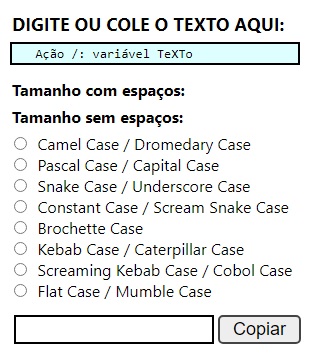 DIGITE OU COLE O TEXTO AQUI:
Ação /: variável TeXTo
Tamanho com espaços:
Tamanho sem espaços:
Camel Case / Dromedary Case
Pascal Case / Capital Case
Snake Case / Underscore Case
Constant Case / Scream Snake Case
Brochette Case
Kebab Case / Caterpillar Case
Screaming Kebab Case / Cobol Case
Flat Case / Mumble Case
Copiar